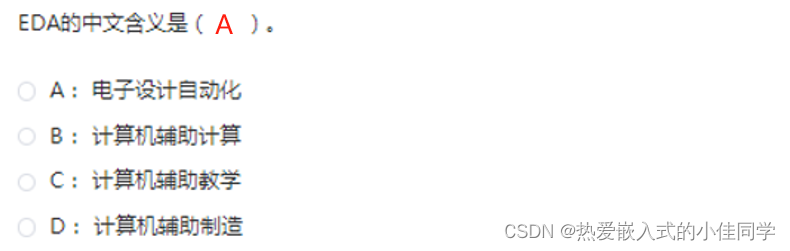 EDA的中文含义是（ A ）。
A： 电子设计自动化
B： 计算机辅助计算
C： 计算机辅助教学
D： 计算机辅助制造
CSDN @热爱嵌入式的小佳同学